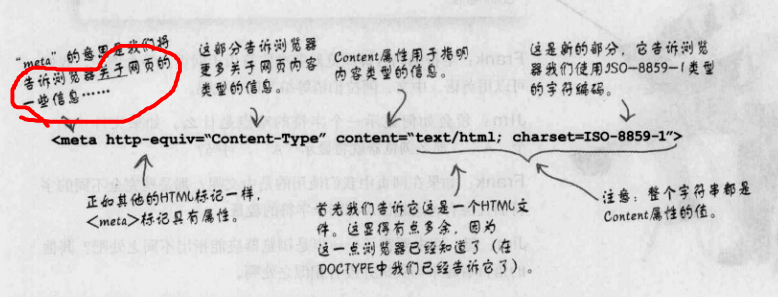 “meta”的意思是我们将
告诉浏览器关于网页的
一些信息……
这部分告诉浏览器
更多关于网页内容
类型的信息。
Content属性用于指明
内容类型的信息。
这是新的部分，它告诉浏览
器我们使用ISO-8859-1类型
的字符编码。
<meta http-equiv=“Content-Type” content=“text/html; charset=ISO-8859-1”>
正如其他的HTML标记一样，
<meta>标记具有属性。
首先我们告诉它这是一个HTML文
件。这显得有点多余，因为
这一点浏览器已经知道了（在
DOCTYPE中我们已经告诉它了）。
注意：整个字符串都是
Content属性的值。